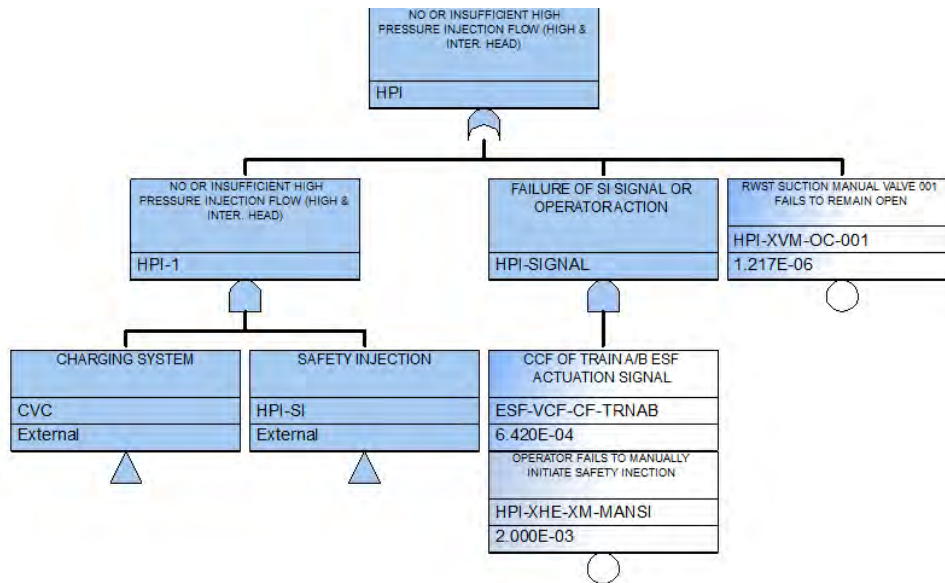 NO OR INSUFFICIENT HIGH
PRESSURE INJECTION FLOW (HIGH &
INTER. HEAD)
HPI
NO OR INSUFFICIENT HIGH
PRESSURE INJECTION FLOW (HIGH &
INTER. HEAD)
HPI-1
FAILURE OF SI SIGNAL OR
OPERATOR ACTION
HPI-SIGNAL
RWST SUCTION MANUAL VALVE 001
FAILS TO REMAIN OPEN
HPI-XVM-OC-001
1.217E-06
CHARGING SYSTEM
CVC
External
SAFETY INJECTION
HPI-SI
External
CCF OF TRAIN A/B ESF
ACTUATION SIGNAL
ESF-VCF-CF-TRNAB
6.420E-04
OPERATOR FAILS TO MANUALLY
INITIATE SAFETY INECTION
HPI-XHE-XM-MANSI
2.000E-03